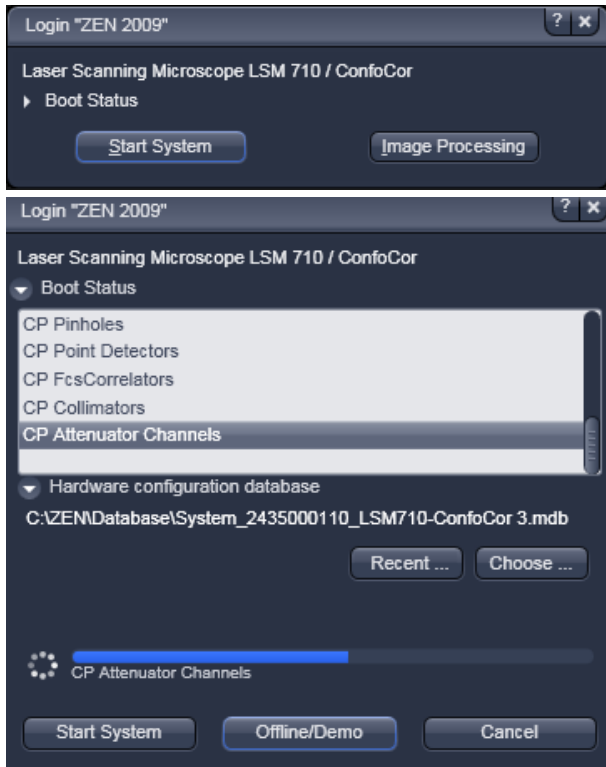 Login "ZEN 2009"
? x
Laser Scanning Microscope LSM 710 / ConfoCor
Boot Status
Start System Image Processing
Login "ZEN 2009"
? x
Laser Scanning Microscope LSM 710 / ConfoCor
Boot Status
CP Pinholes
CP Point Detectors
CP FcsCorrelators
CP Collimators
CP Attenuator Channels
Hardware configuration database
C:\ZEN\Database\System_2435000110_LSM710-ConfoCor 3.mdb
Recent ... Choose ...
CP Attenuator Channels
Start System Offline/Demo Cancel